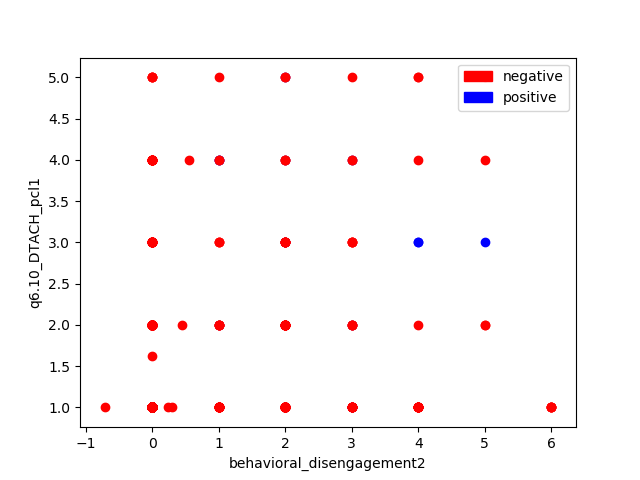 negative
positive
5.0
4.5
4.0
3.5
3.0
2.5
2.0
1.5
1.0
q6.10_DTACH_pcl1
−1 0 1 2 3 4 5 6
behavioral_disengagement2